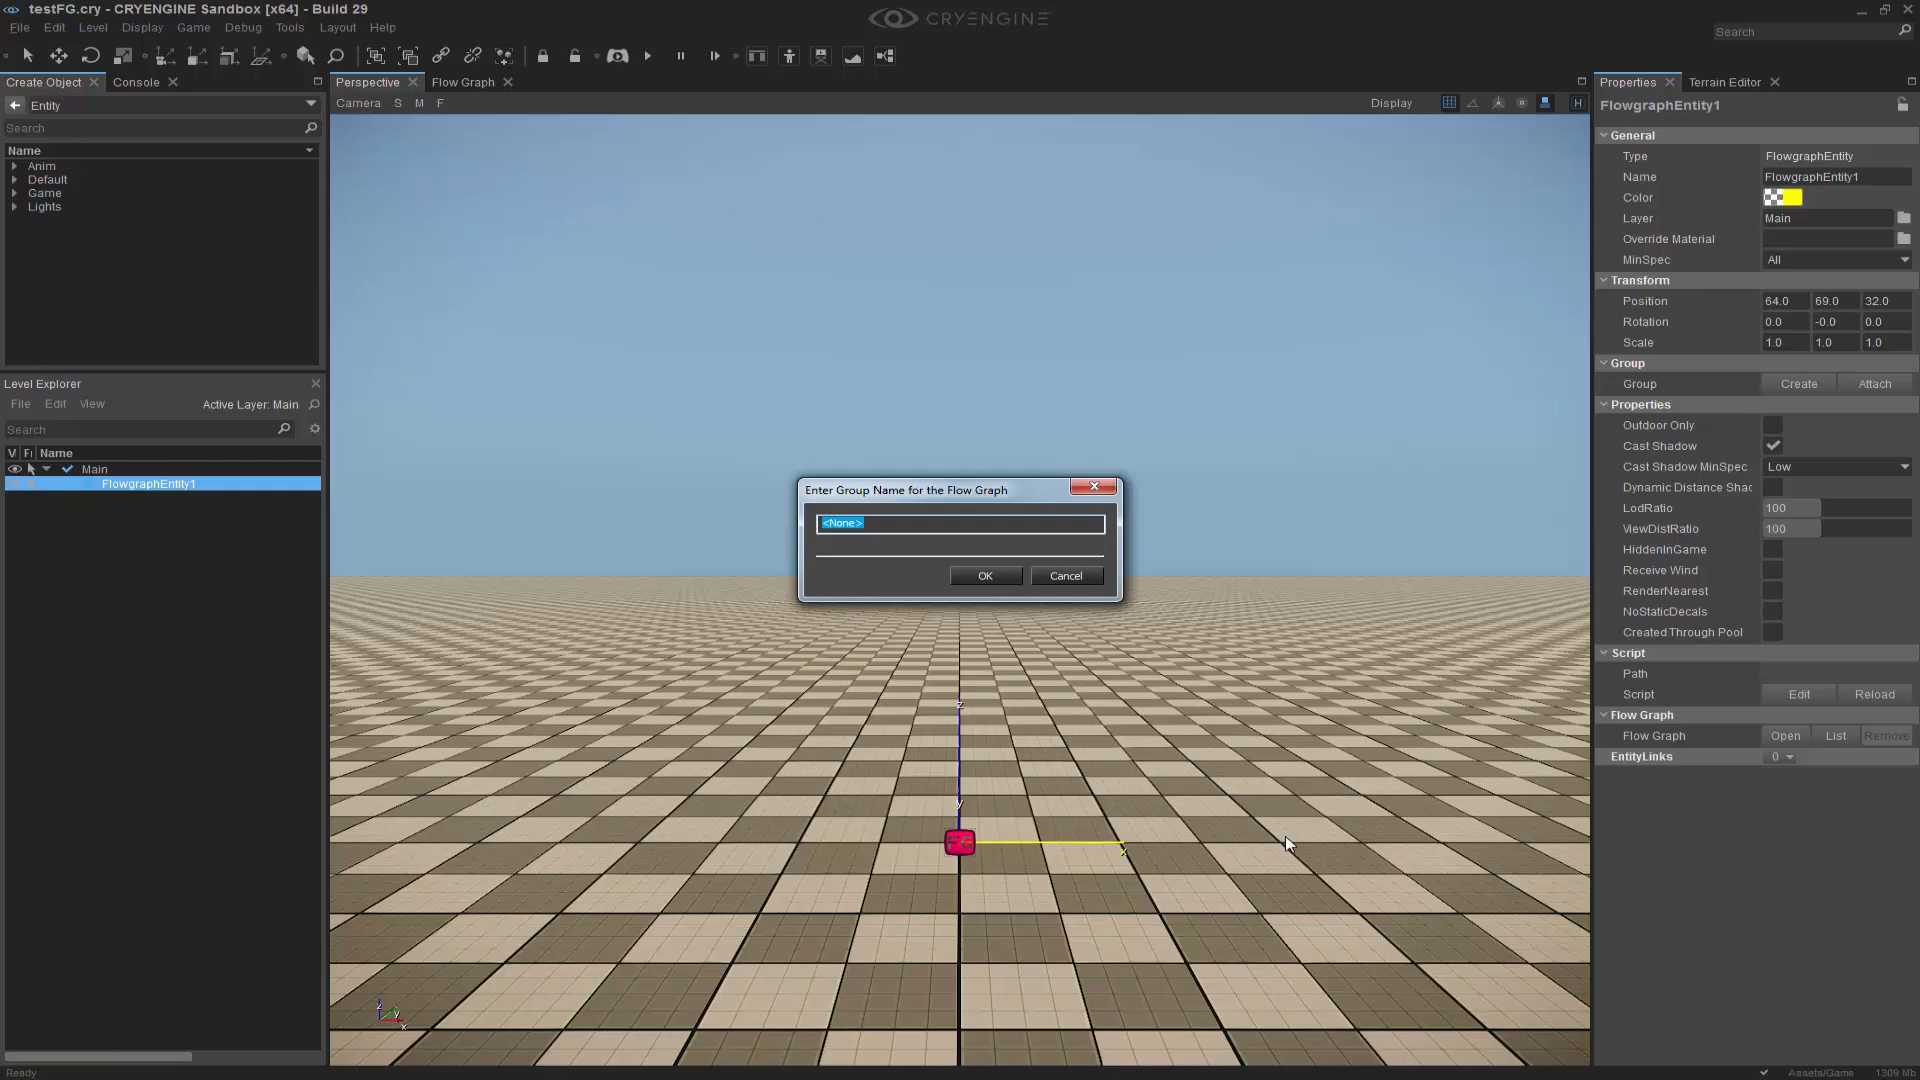 testFG.cry - CRYENGINE Sandbox [x64] - Build 29
CRYENGINE
File Edit Level Display Game Debug Tools Layout Help
Search
Create Object
Console
Entity
Search
Name
Anim
Default
Game
Lights
Level Explorer
File Edit View
Active Layer: Main
Search
V Name
Main
FlowgraphEntity1
Perspective
Flow Graph
Camera S M F
Display
H
Enter Group Name for the Flow Graph
<None>
OK
Cancel
z
y
FG
x
z
y
x
Properties
Terrain Editor
FlowgraphEntity1
General
Type FlowgraphEntity
Name FlowgraphEntity1
Color
Layer Main
Override Material
MinSpec All
Transform
Position 64.0 69.0 32.0
Rotation 0.0 -0.0 0.0
Scale 1.0 1.0 1.0
Group
Group Create Attach
Properties
Outdoor Only
Cast Shadow
Cast Shadow MinSpec Low
Dynamic Distance Shac
LodRatio 100
ViewDistRatio 100
HiddenInGame
Receive Wind
RenderNearest
NoStaticDecals
Created Through Pool
Script
Path
Script Edit Reload
Flow Graph
Flow Graph Open List Remove
EntityLinks 0
Ready
Assets/Game 1309 Mb